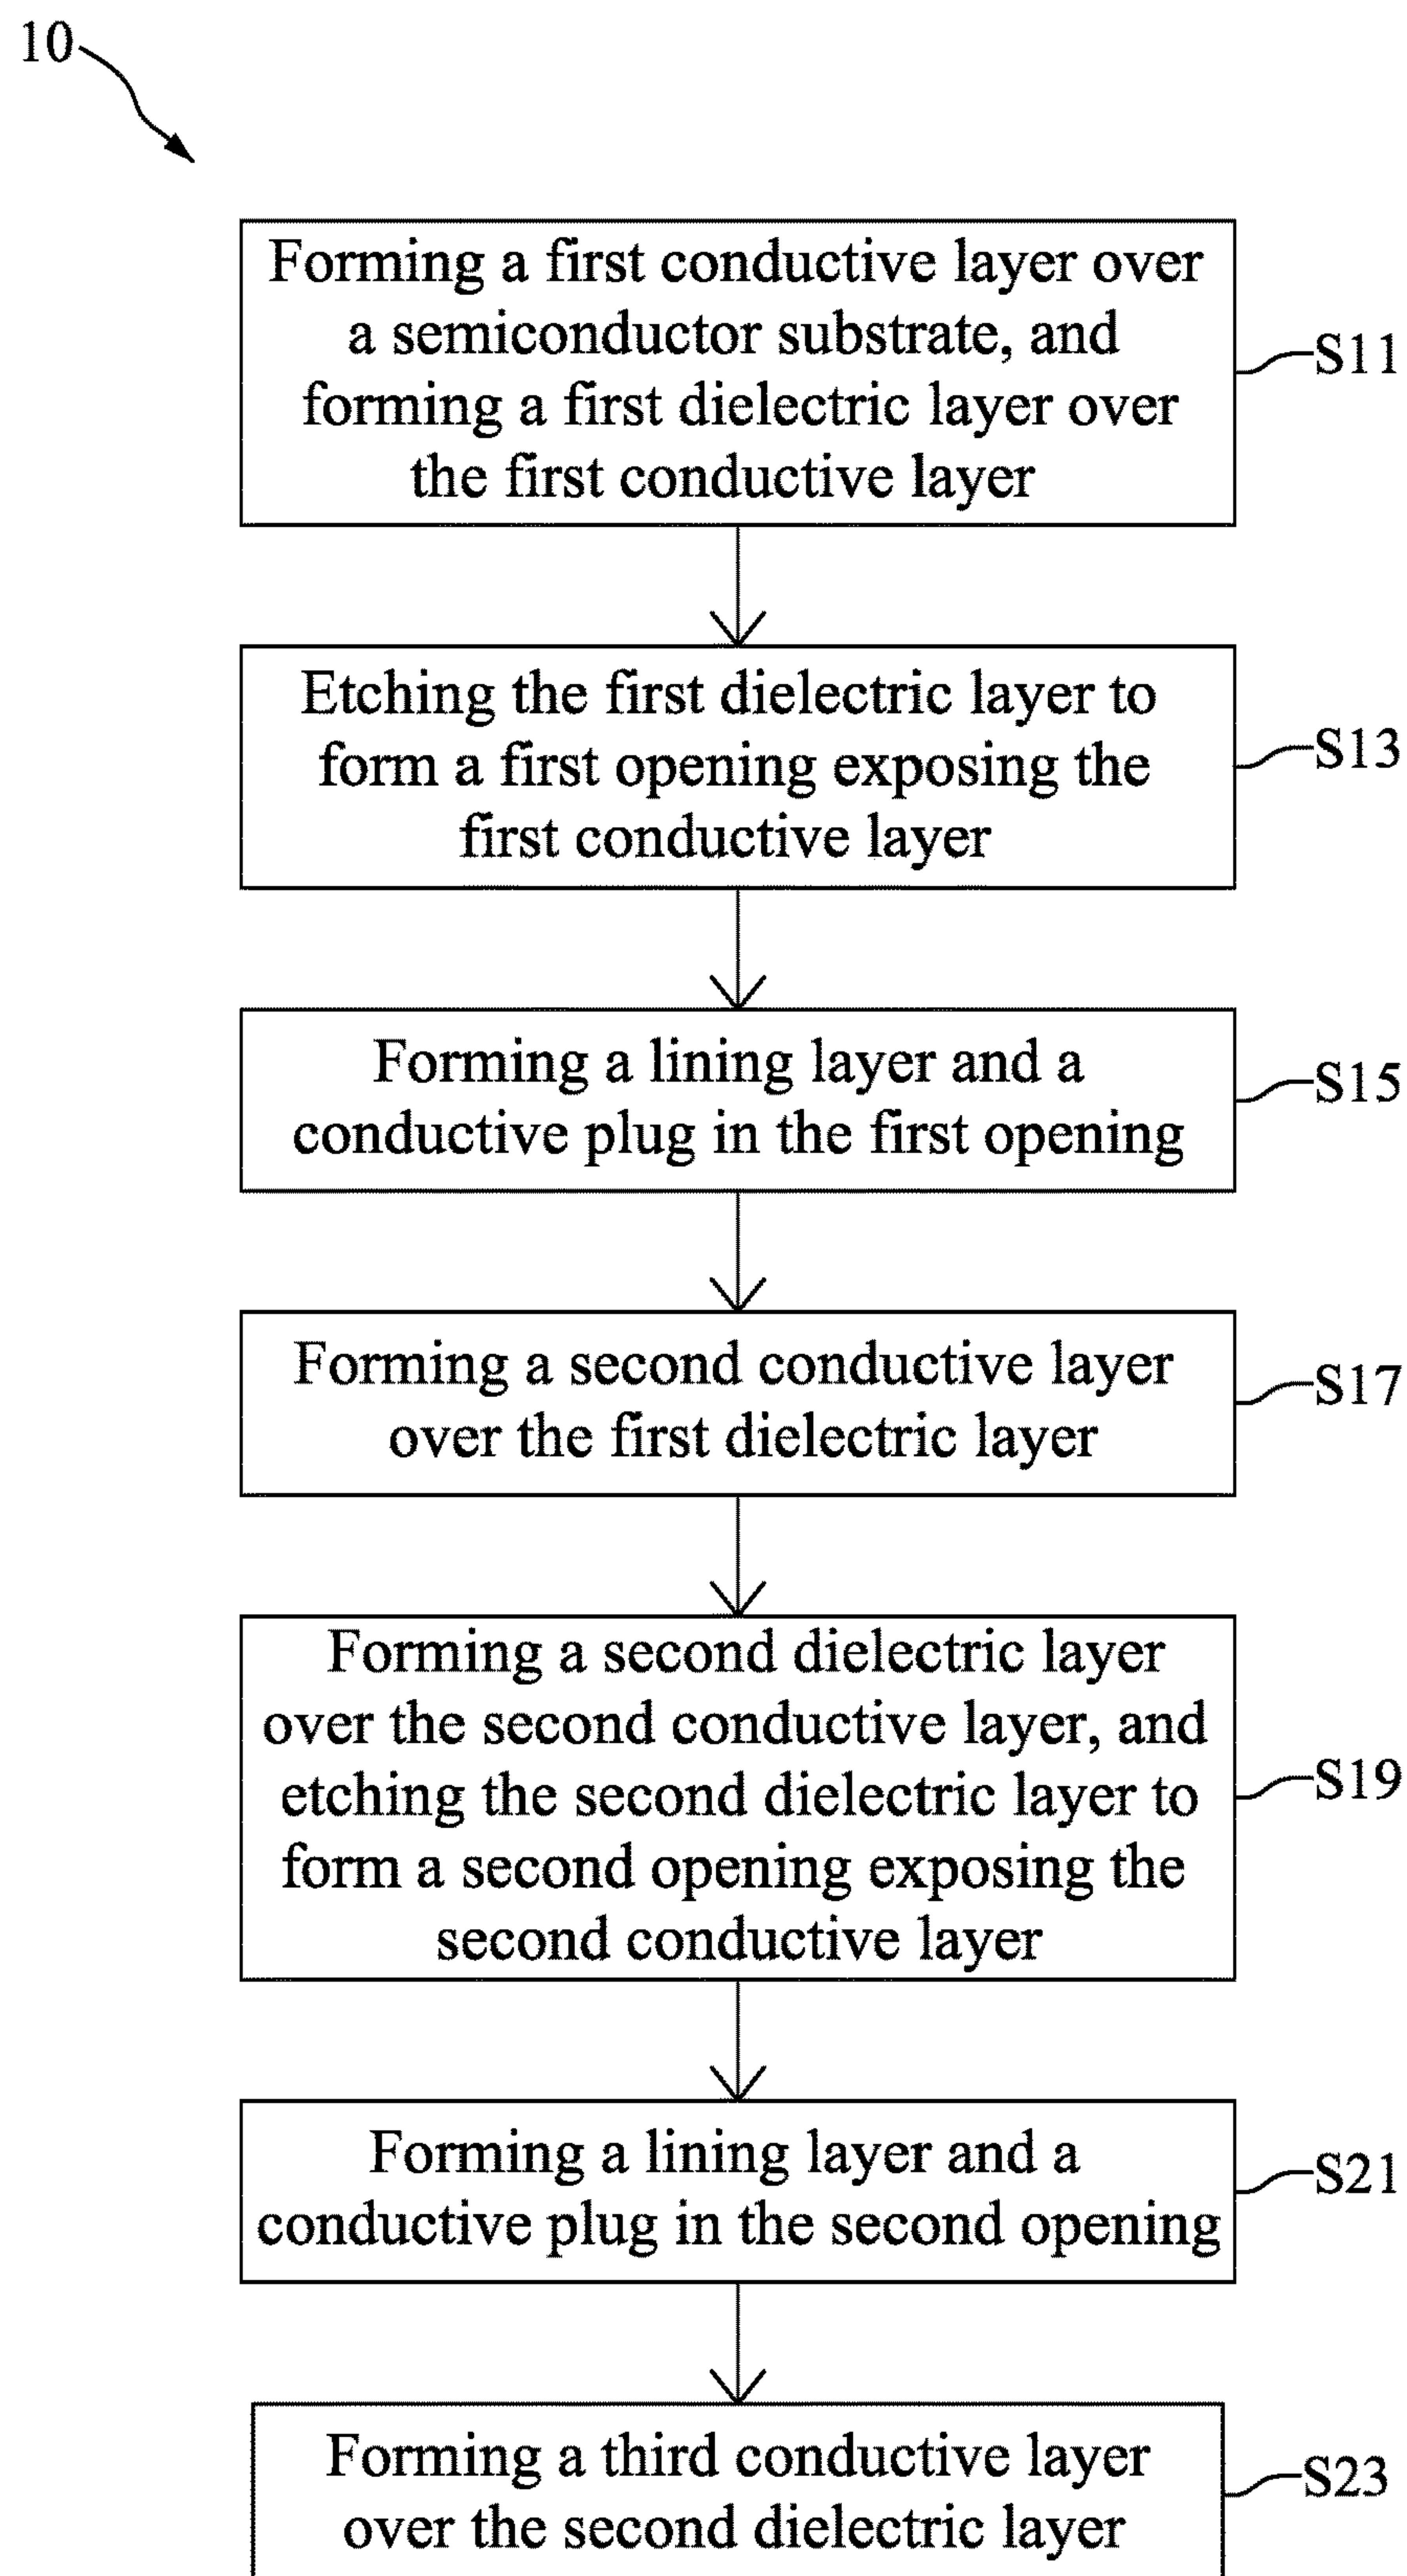 10
Forming a first conductive layer over
a semiconductor substrate, and
forming a first dielectric layer over
the first conductive layer
S11
Etching the first dielectric layer to
form a first opening exposing the
first conductive layer
S13
Forming a lining layer and a
conductive plug in the first opening
S15
Forming a second conductive layer
over the first dielectric layer
S17
Forming a second dielectric layer
over the second conductive layer, and
etching the second dielectric layer to
form a second opening exposing the
second conductive layer
S19
Forming a lining layer and a
conductive plug in the second opening
S21
Forming a third conductive layer
over the second dielectric layer
S23